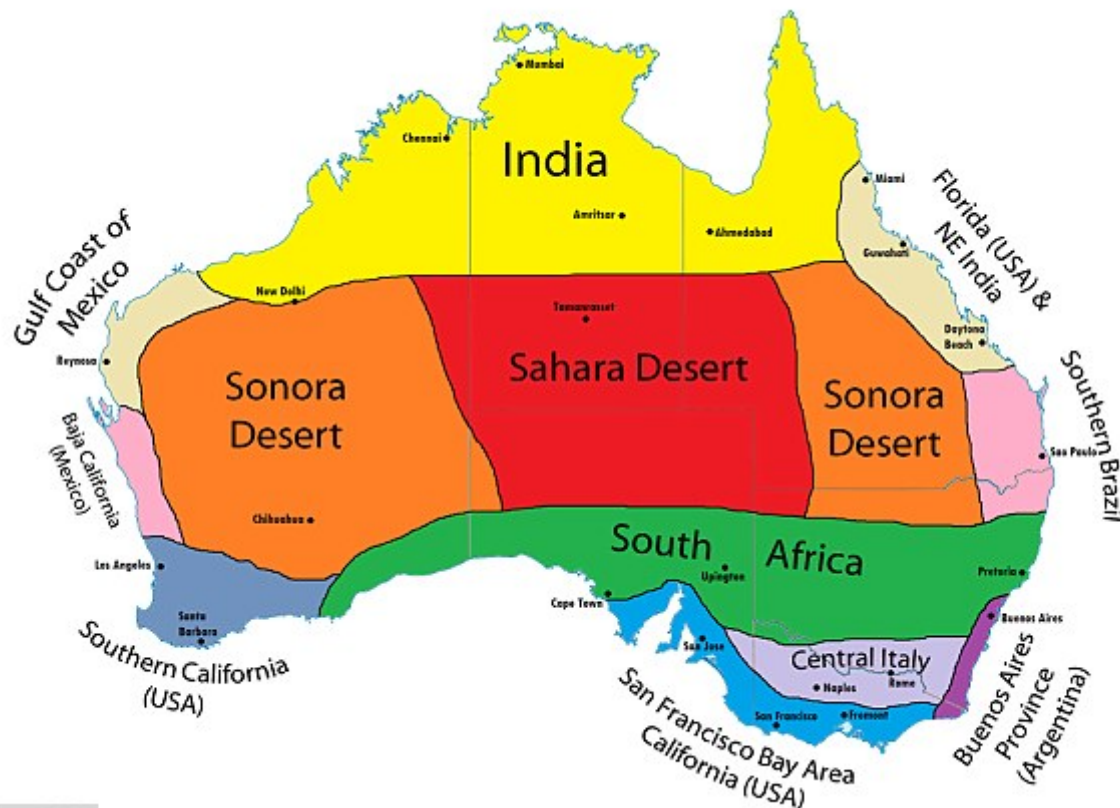 Mumbai
Chennai
India
Miami
Amritsar
Ahmedabad
Florida (USA) &
NE India
Guwahati
Gulf Coast of
Mexico
New Delhi
Tamanrasset
Daytona
Beach
Reynosa
Sahara Desert
Sonora
Desert
Sonora
Desert
Southern Brazil
Baja California
(Mexico)
Sao Paulo
Chihuahua
South Africa
Los Angeles
Upington
Pretoria
Cape Town
Santa
Barbara
Buenos Aires
San Jose
Central Italy
Rome
Naples
Southern California
(USA)
San Francisco
Fremont
San Francisco Bay Area
California (USA)
Buenos Aires
Province
(Argentina)